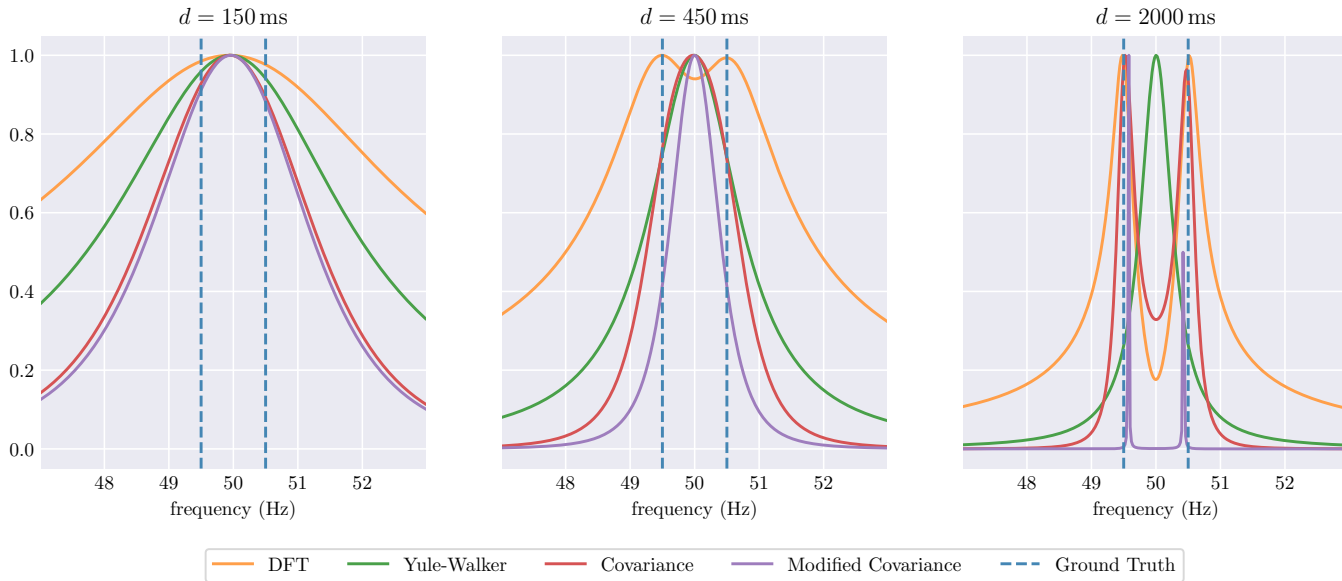 d = 150 ms
d = 450 ms
d = 2000 ms
1.0
0.8
0.6
0.4
0.2
0.0
48 49 50 51 52
48 49 50 51 52
48 49 50 51 52
frequency (Hz)
frequency (Hz)
frequency (Hz)
DFT
Yule-Walker
Covariance
Modified Covariance
Ground Truth